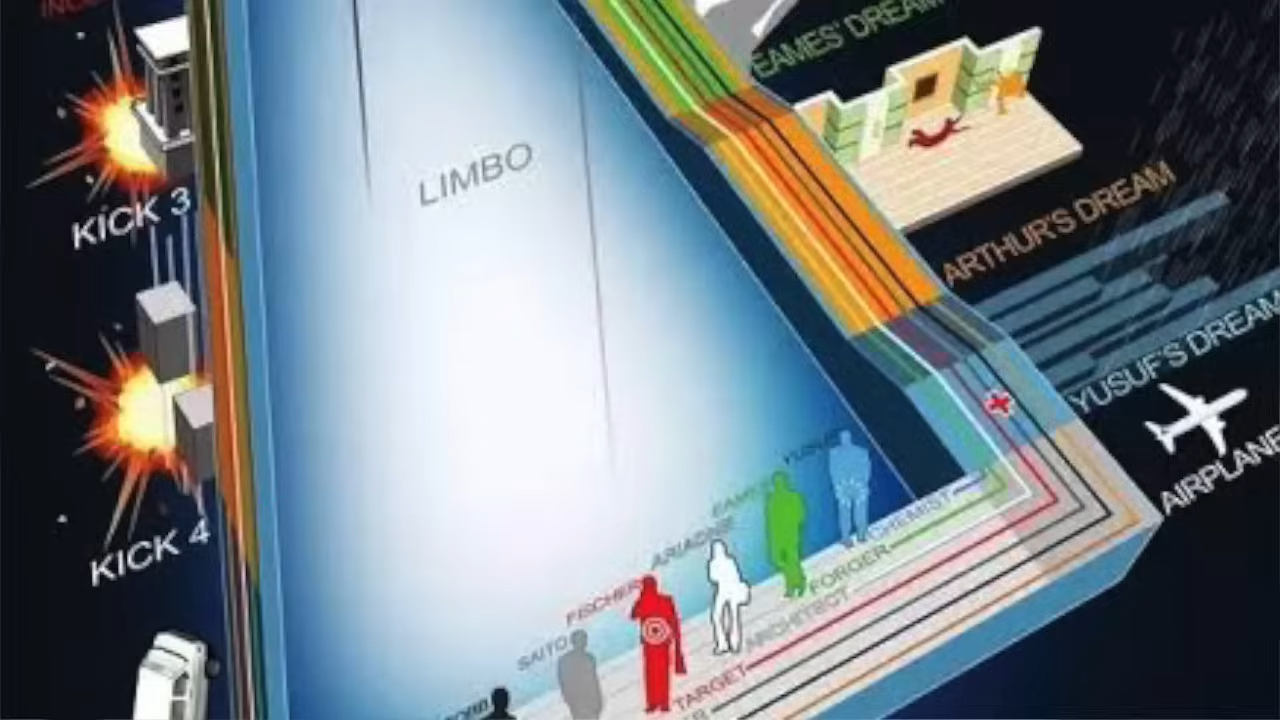 EAMES' DREAM
LIMBO
KICK 3
ARTHUR'S DREAM
YUSUF'S DREAM
AIRPLANE
KICK 4
YUSUF
EAMES
ARIADNE
FISCHER
SAITO
COBB
CHEMIST
FORGER
ARCHITECT
TARGET